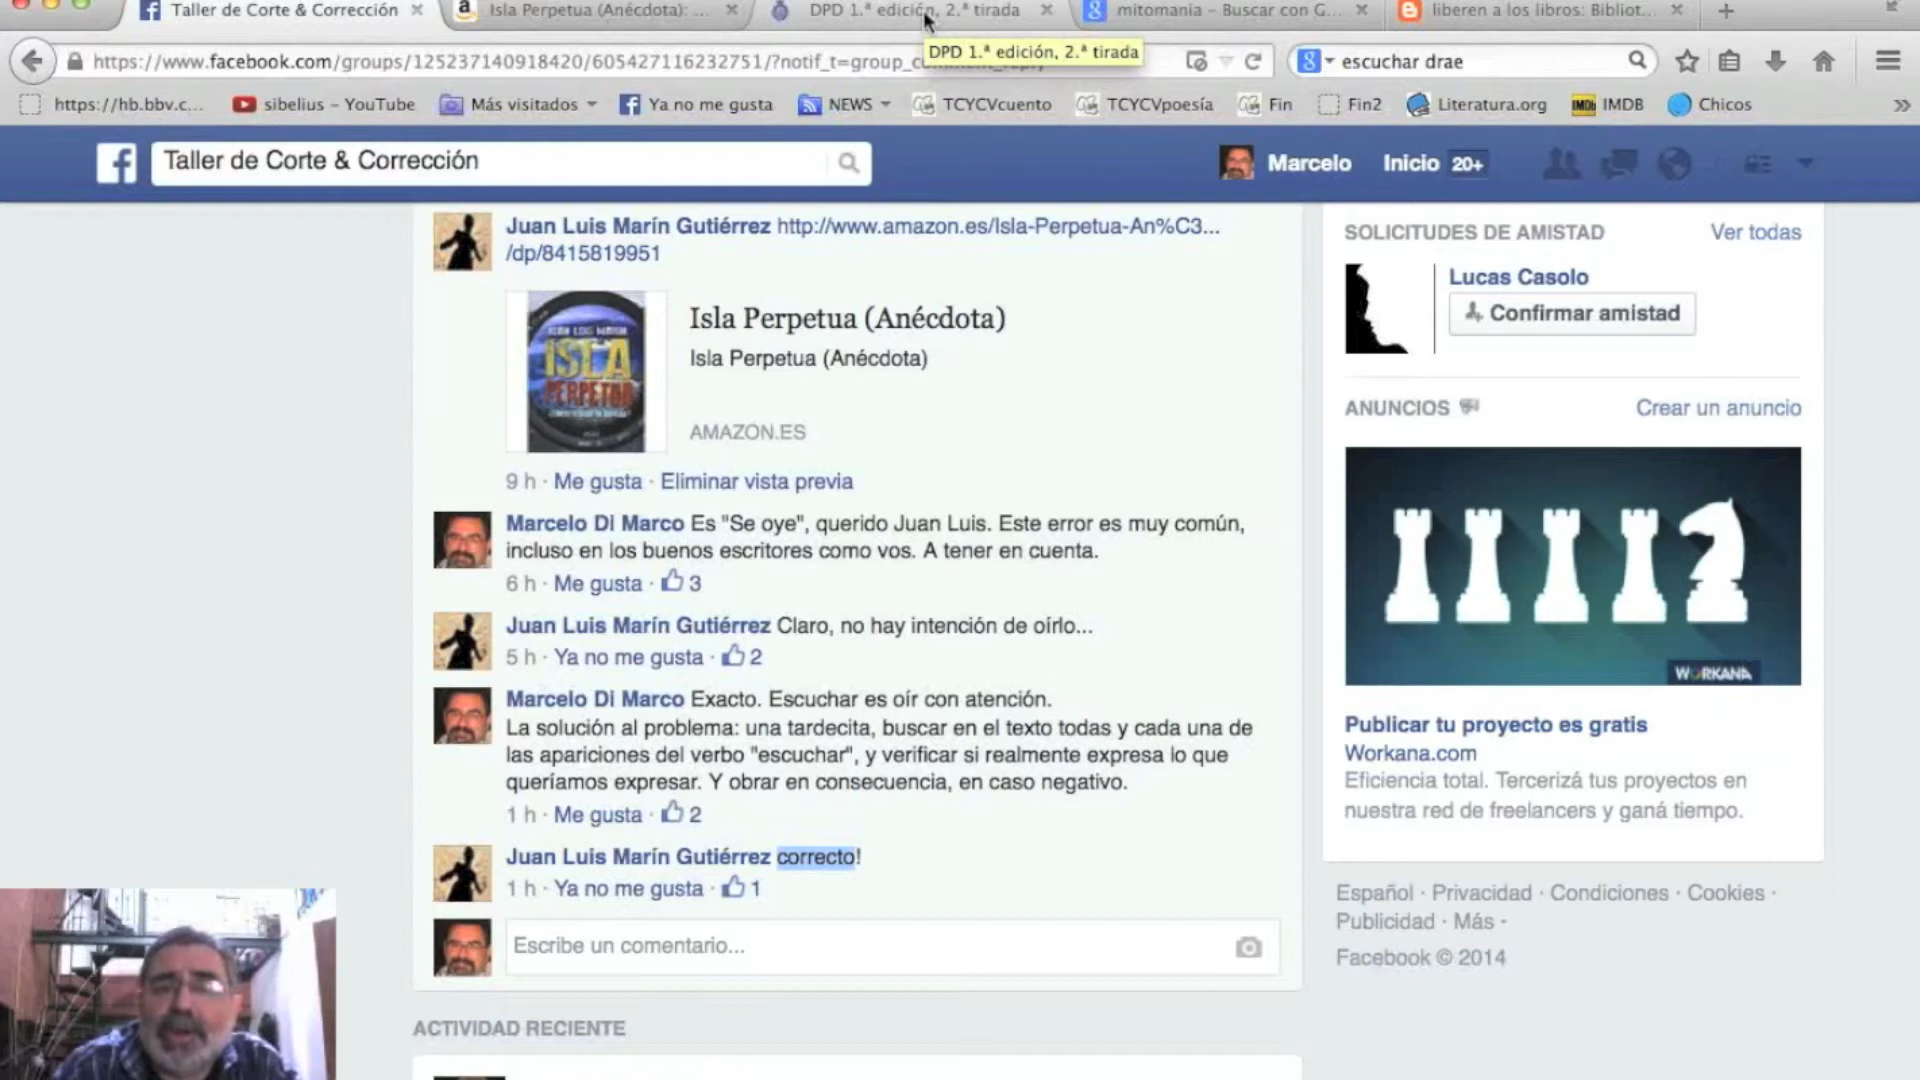 Taller de Corte & Corrección
Isla Perpetua (Anécdota): ...
DPD 1.ª edición, 2.ª tirada
mitomania – Buscar con G...
liberen a los libros: Bibliot...
https://www.facebook.com/groups/125237140918420/605427116232751/?notif_t=group_c
DPD 1.ª edición, 2.ª tirada
escuchar drae
https://hb.bbv.c...
sibelius – YouTube
Más visitados
Ya no me gusta
NEWS
TCYCVcuento
TCYCVpoesía
Fin
Fin2
Literatura.org
IMDb IMDB
Chicos
Taller de Corte & Corrección
Marcelo
Inicio 20+
Juan Luis Marín Gutiérrez http://www.amazon.es/Isla-Perpetua-An%C3...
/dp/8415819951
JUAN LUIS MARIN
ISLA
PERPETUA
Isla Perpetua (Anécdota)
Isla Perpetua (Anécdota)
AMAZON.ES
9 h · Me gusta · Eliminar vista previa
Marcelo Di Marco Es "Se oye", querido Juan Luis. Este error es muy común,
incluso en los buenos escritores como vos. A tener en cuenta.
6 h · Me gusta · 3
Juan Luis Marín Gutiérrez Claro, no hay intención de oírlo...
5 h · Ya no me gusta · 2
Marcelo Di Marco Exacto. Escuchar es oír con atención.
La solución al problema: una tardecita, buscar en el texto todas y cada una de
las apariciones del verbo "escuchar", y verificar si realmente expresa lo que
queríamos expresar. Y obrar en consecuencia, en caso negativo.
1 h · Me gusta · 2
Juan Luis Marín Gutiérrez correcto!
1 h · Ya no me gusta · 1
Escribe un comentario...
ACTIVIDAD RECIENTE
SOLICITUDES DE AMISTAD
Ver todas
Lucas Casolo
Confirmar amistad
ANUNCIOS
Crear un anuncio
WORKANA
Publicar tu proyecto es gratis
Workana.com
Eficiencia total. Tercerizá tus proyectos en
nuestra red de freelancers y ganá tiempo.
Español · Privacidad · Condiciones · Cookies ·
Publicidad · Más
Facebook © 2014